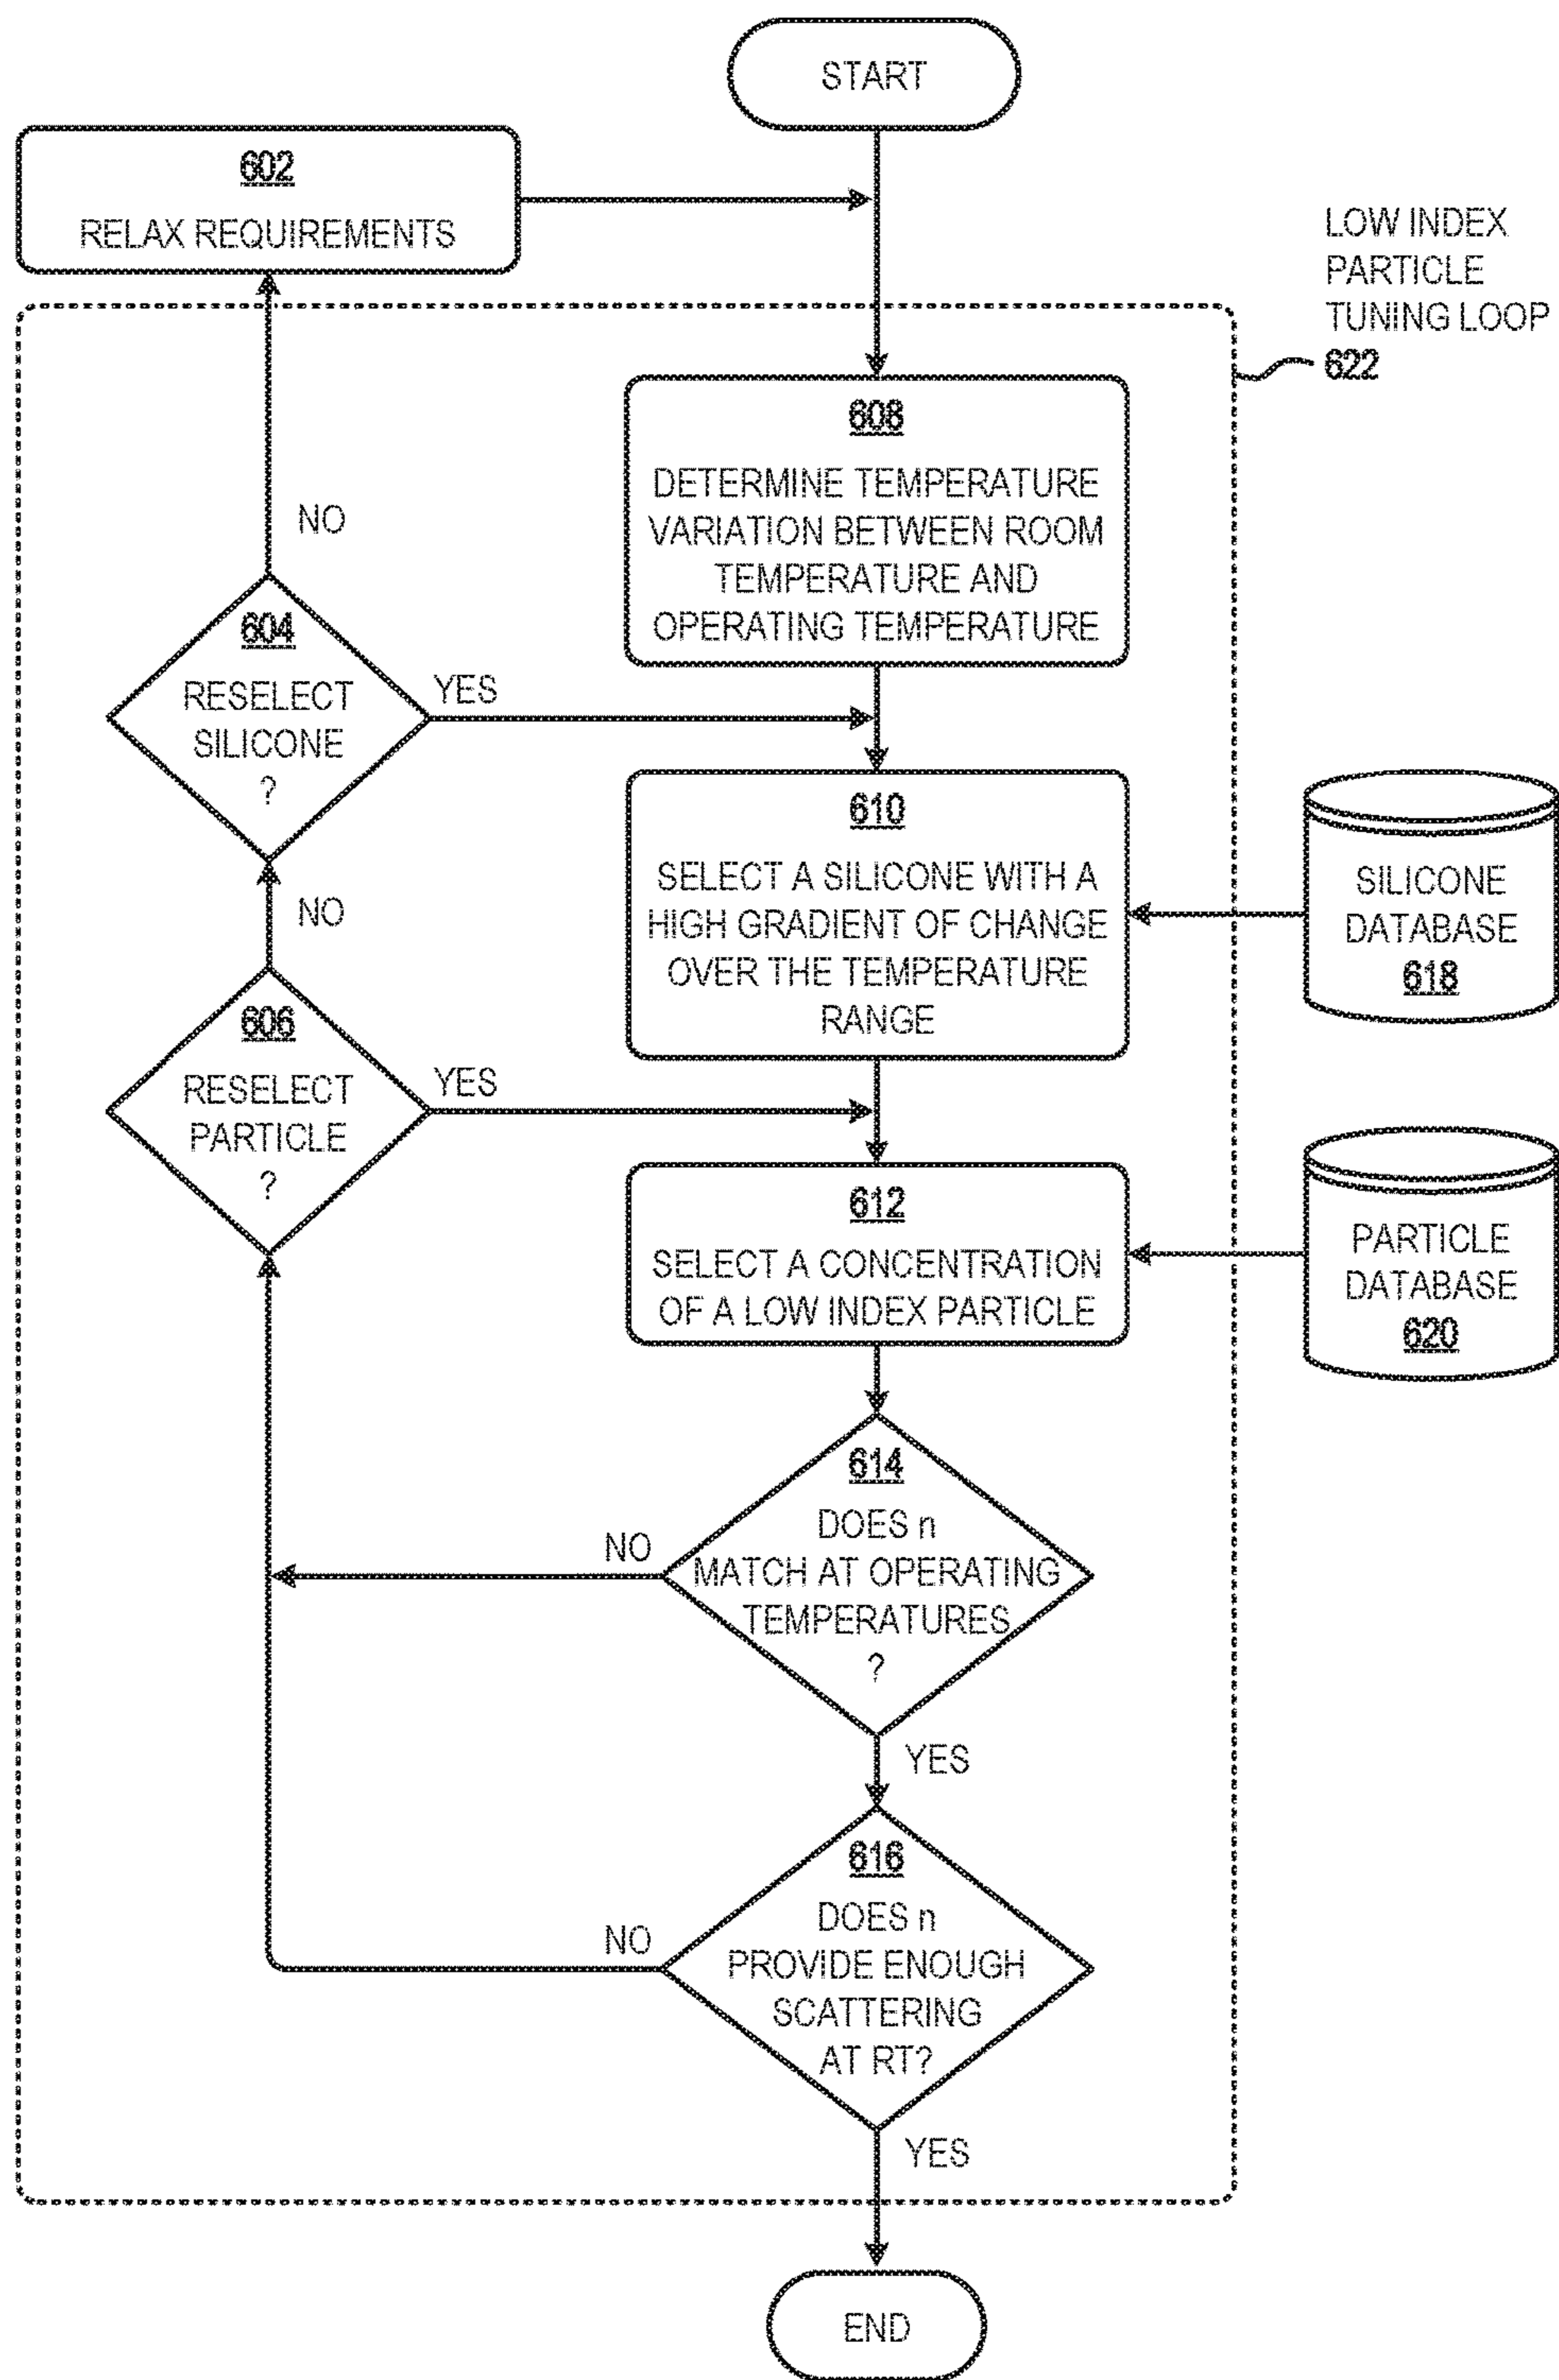 START
602
RELAX REQUIREMENTS
LOW INDEX
PARTICLE
TUNING LOOP
622
608
DETERMINE TEMPERATURE
VARIATION BETWEEN ROOM
TEMPERATURE AND
OPERATING TEMPERATURE
NO
604
RESELECT
SILICONE
?
YES
610
SELECT A SILICONE WITH A
HIGH GRADIENT OF CHANGE
OVER THE TEMPERATURE
RANGE
SILICONE
DATABASE
618
NO
606
RESELECT
PARTICLE
?
YES
612
SELECT A CONCENTRATION
OF A LOW INDEX PARTICLE
PARTICLE
DATABASE
620
614
DOES n
MATCH AT OPERATING
TEMPERATURES
?
NO
YES
616
DOES n
PROVIDE ENOUGH
SCATTERING
AT RT?
NO
YES
END